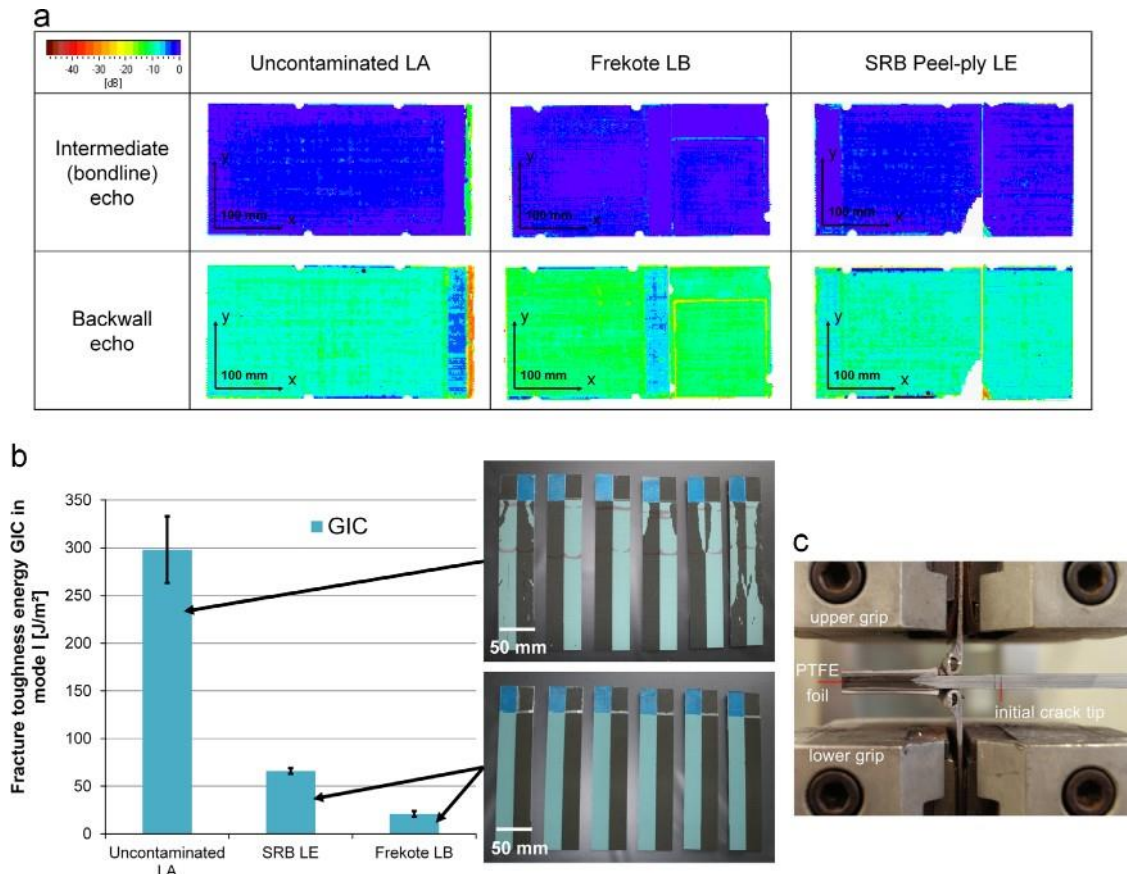 a
-40 -30 -20 -10 0
[dB]
Uncontaminated LA
Frekote LB
SRB Peel-ply LE
Intermediate
(bondline)
echo
y
100 mm
x
y
100 mm
x
y
100 mm
x
Backwall
echo
y
100 mm
x
y
100 mm
x
y
100 mm
x
b
Fracture toughness energy GIC in
mode I [J/m²]
350
300
250
200
150
100
50
0
GIC
Uncontaminated
LA
SRB LE
Frekote LB
50 mm
50 mm
c
upper grip
PTFE
foil
initial crack tip
lower grip